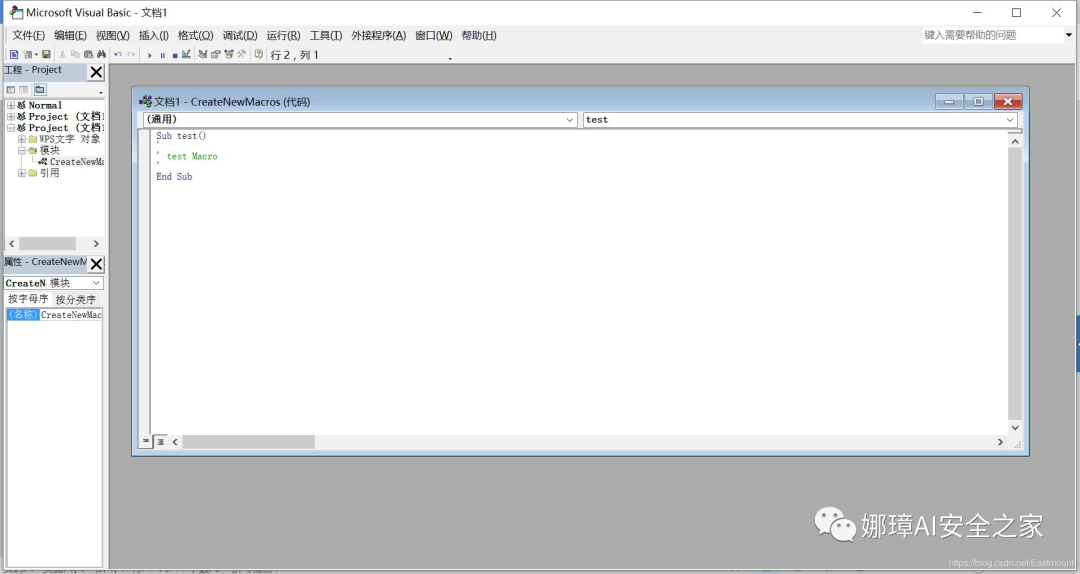 Microsoft Visual Basic - 文档1
文件(F) 编辑(E) 视图(V) 插入(I) 格式(O) 调试(D) 运行(R) 工具(T) 外接程序(A) 窗口(W) 帮助(H)
键入需要帮助的问题
行 2，列 1
工程 - Project
Normal
Project (文档1
Project (文档1
WPS文字 对象
模块
CreateNewMa
引用
属性 - CreateNewM
CreateN 模块
按字母序 按分类序
(名称) CreateNewMac
文档1 - CreateNewMacros (代码)
(通用)
test
Sub test()
'
' test Macro
'
End Sub
娜璋AI安全之家
https://blog.csdn.net/Eastmount